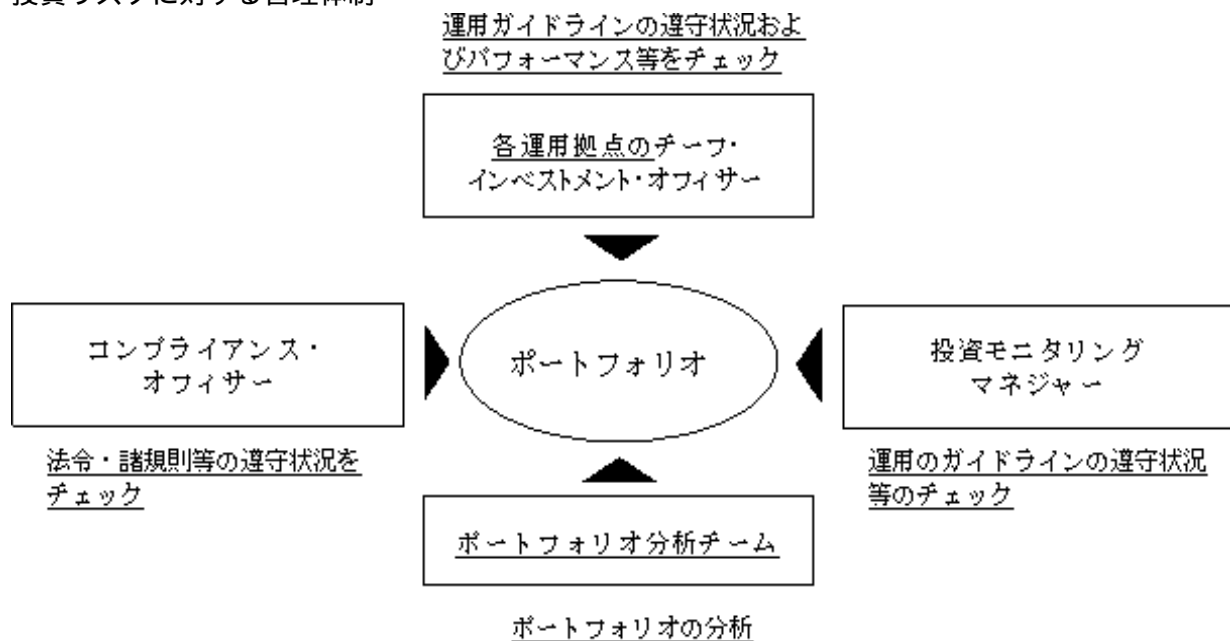 投資リスクに対する管理体制
運用ガイドラインの遵守状況およ
びパフォーマンス等をチェック
各運用拠点のチーフ・
インベストメント・オフィサー
コンプライアンス・
オフィサー
ポートフォリオ
投資モニタリング
マネジャー
法令・諸規則等の遵守状況を
チェック
運用のガイドラインの遵守状況
等のチェック
ポートフォリオ分析チーム
ポートフォリオの分析